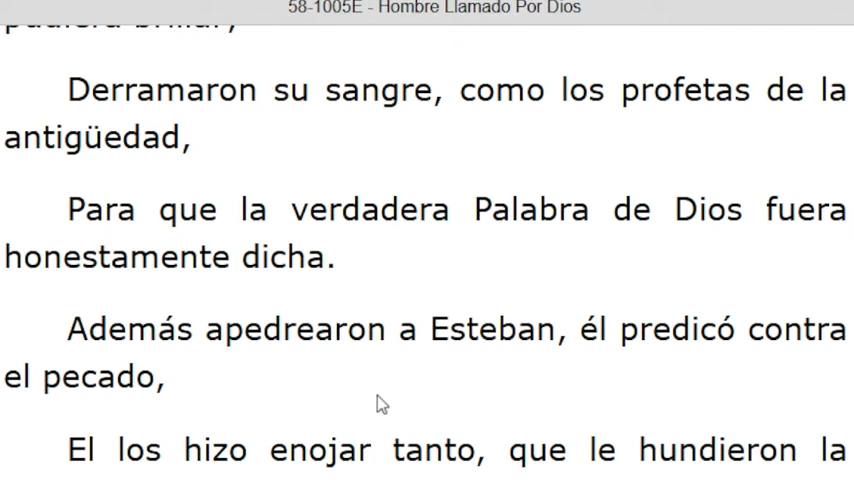 58-1005E - Hombre Llamado Por Dios
pudiera brillar,
Derramaron su sangre, como los profetas de la
antigüedad,
Para que la verdadera Palabra de Dios fuera
honestamente dicha.
Además apedrearon a Esteban, él predicó contra
el pecado,
El los hizo enojar tanto, que le hundieron la